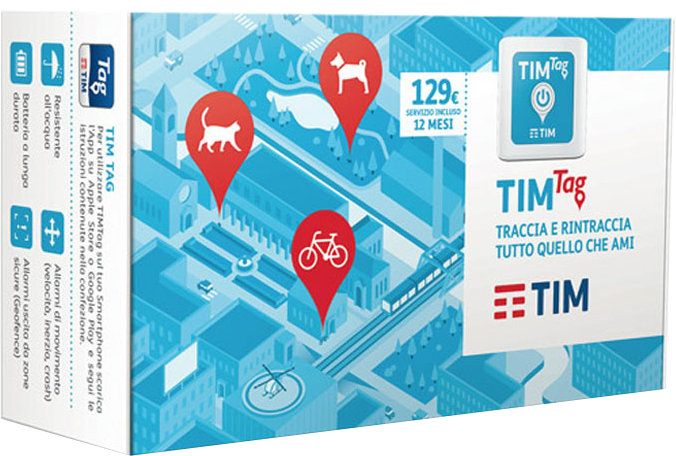 Tag
TIM
TIM TAG
Per utilizzare TIMTag sul tuo Smartphone scarica
l'App su Apple Store o Google Play e segui le
istruzioni contenute nella confezione.
Resistente
all'acqua
Batteria a lunga
durata
Allarmi di movimento
(velocità, inerzia, crash)
Allarmi uscita da zone
sicure (Geofence)
129€
SERVIZIO INCLUSO
12 MESI
TIMTag
TIM
TIMTag
TRACCIA E RINTRACCIA
TUTTO QUELLO CHE AMI
TIM